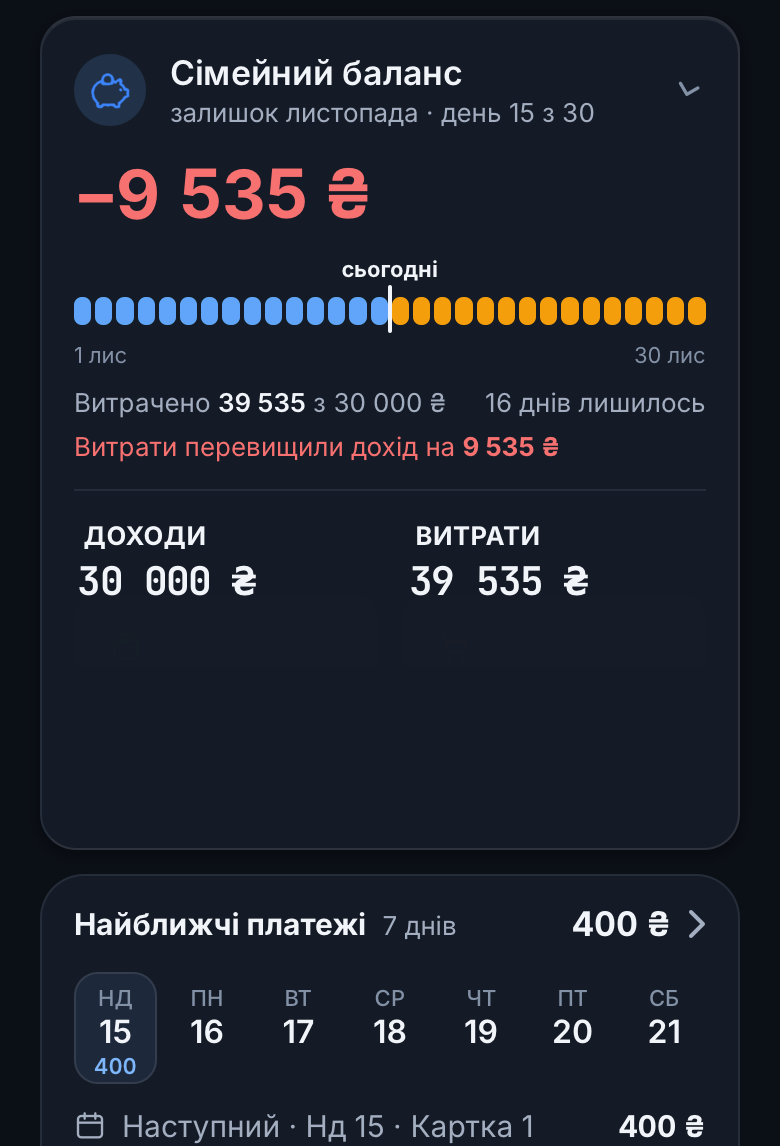 Сімейний баланс
залишок листопада · день 15 з 30
–9 535 ₴
сьогодні
1 лис 30 лис
Витрачено 39 535 з 30 000 ₴ 16 днів лишилось
Витрати перевищили дохід на 9 535 ₴
ДОХОДИ ВИТРАТИ
30 000 ₴ 39 535 ₴
Найближчі платежі 7 днів 400 ₴
НД ПН ВТ СР ЧТ ПТ СБ
15 16 17 18 19 20 21
400
Наступний · Нд 15 · Картка 1 400 ₴